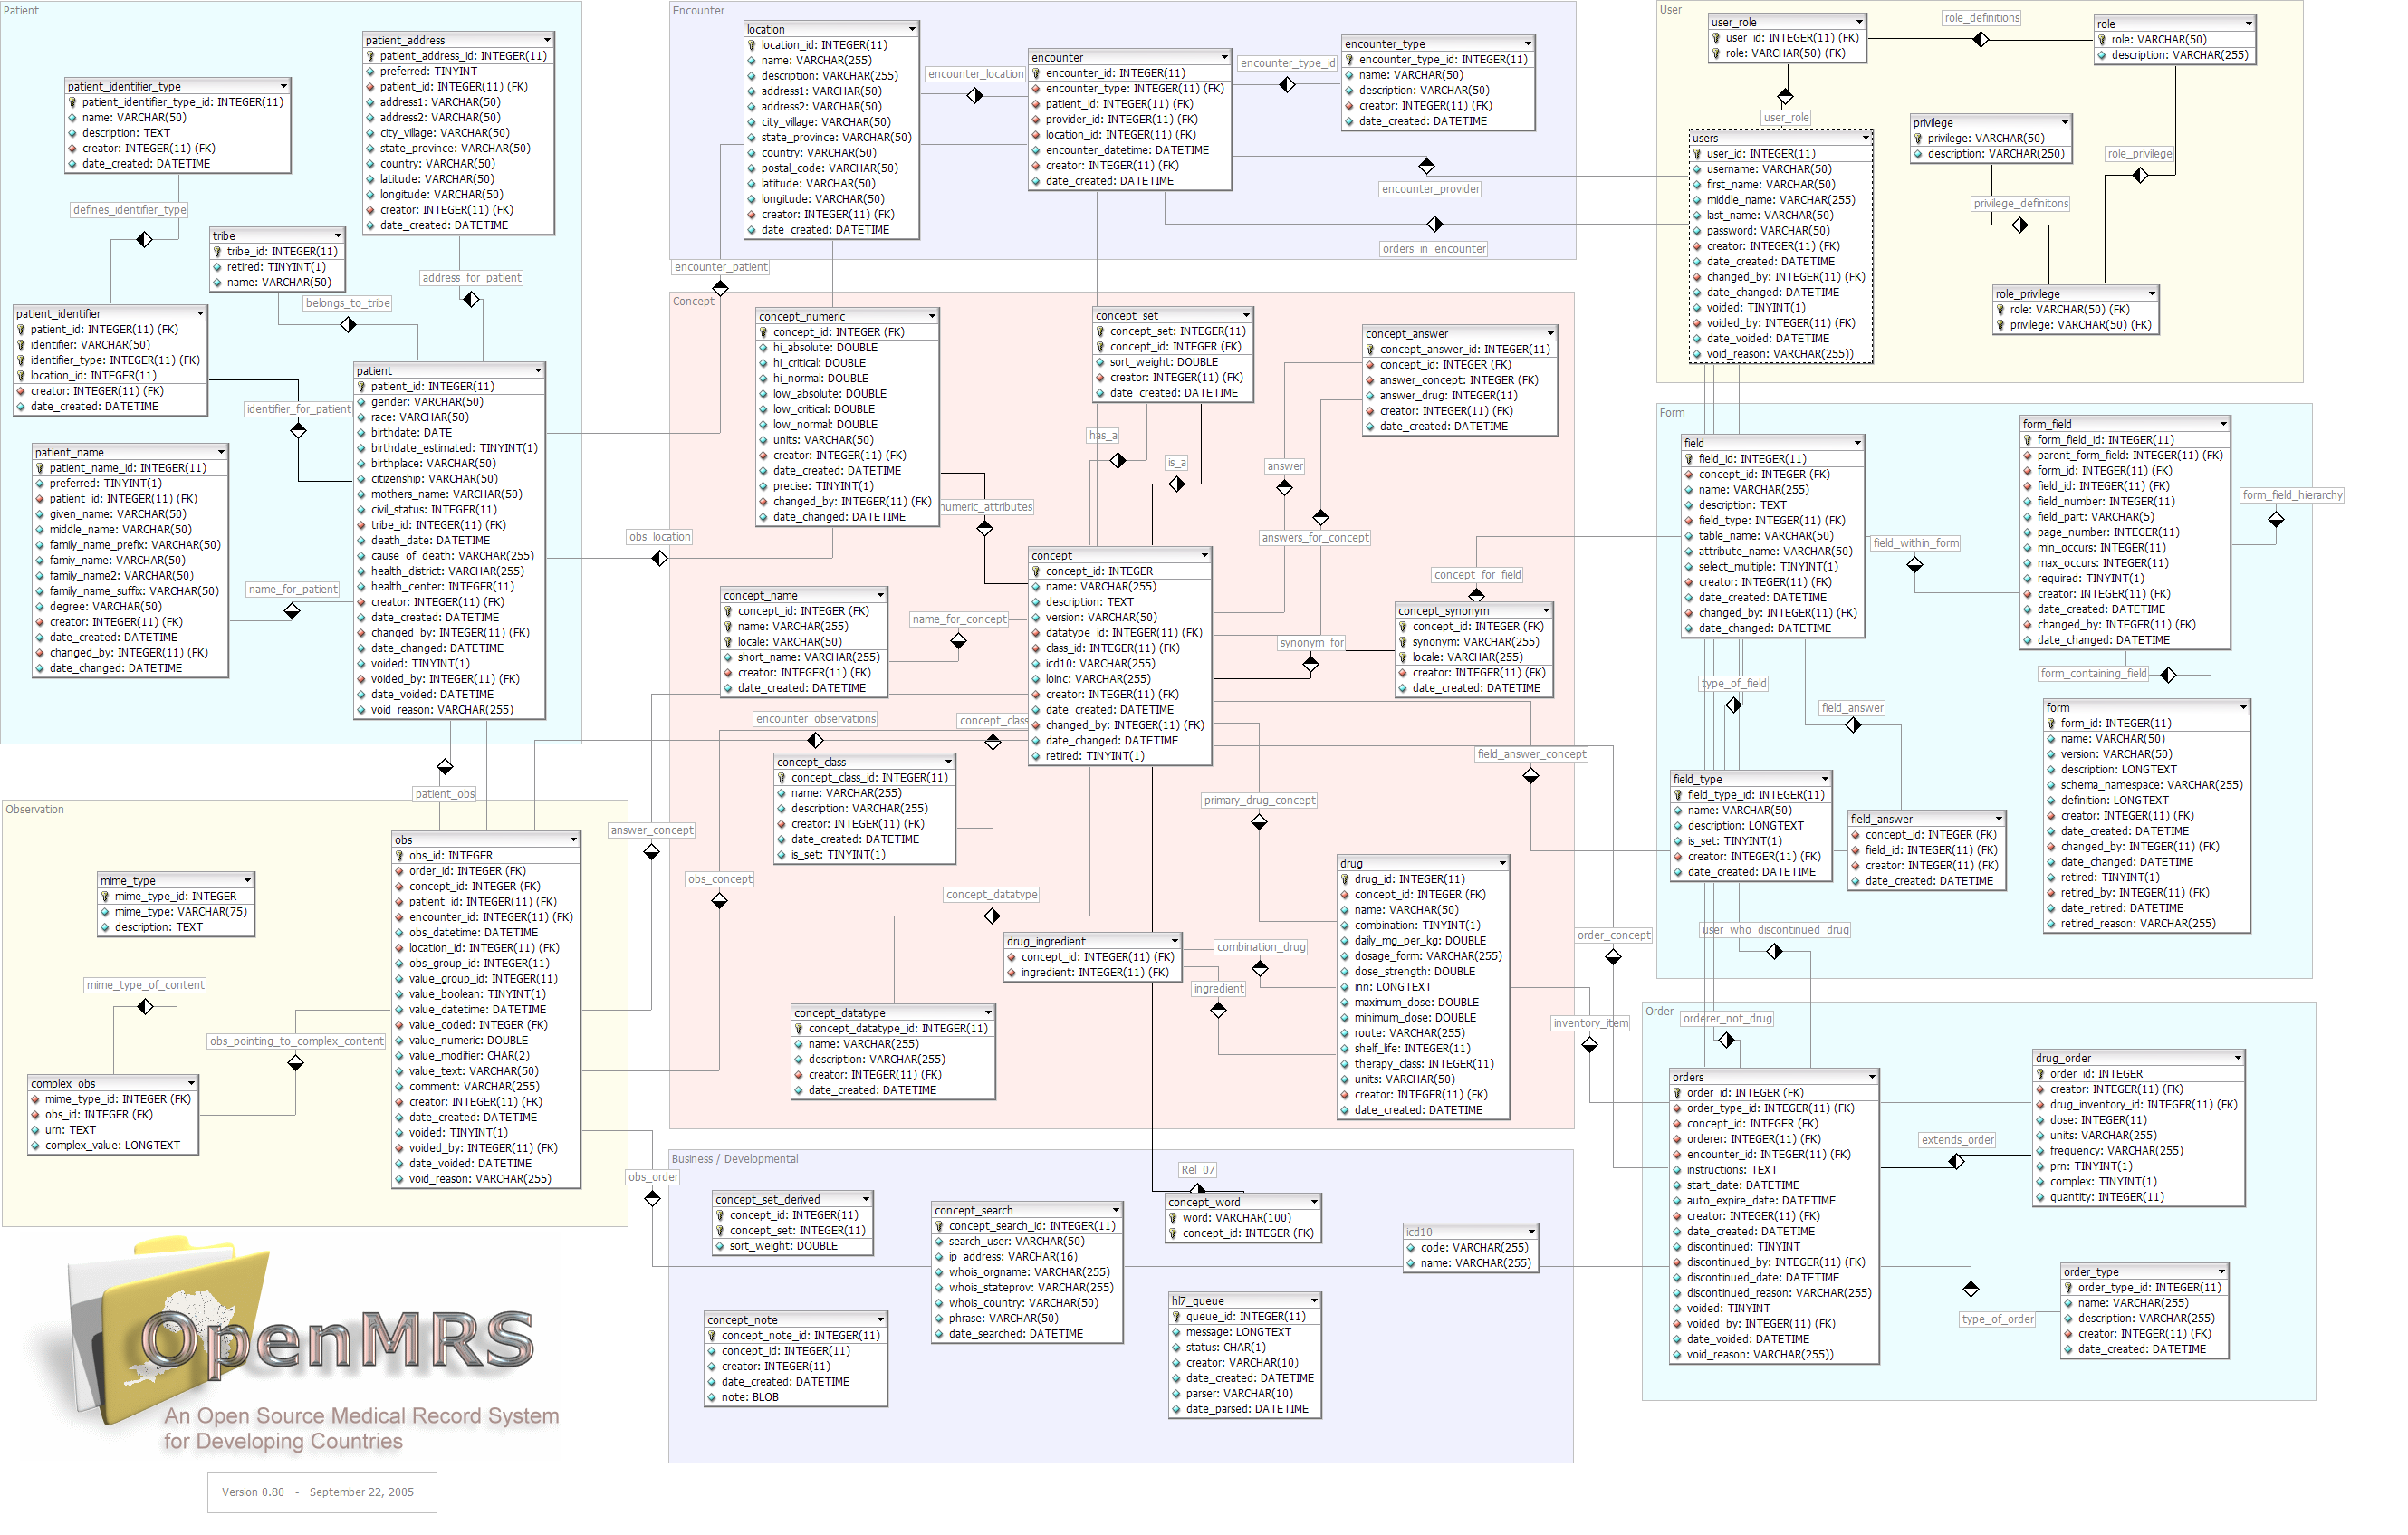 Patient
patient_address
patient_address_id: INTEGER(11)
preferred: TINYINT
patient_id: INTEGER(11) (FK)
address1: VARCHAR(50)
address2: VARCHAR(50)
city_village: VARCHAR(50)
state_province: VARCHAR(50)
country: VARCHAR(50)
latitude: VARCHAR(50)
longitude: VARCHAR(50)
creator: INTEGER(11) (FK)
date_created: DATETIME
patient_identifier_type
patient_identifier_type_id: INTEGER(11)
name: VARCHAR(50)
description: TEXT
creator: INTEGER(11) (FK)
date_created: DATETIME
defines_identifier_type
tribe
tribe_id: INTEGER(11)
retired: TINYINT(1)
name: VARCHAR(50)
address_for_patient
belongs_to_tribe
patient_identifier
patient_id: INTEGER(11) (FK)
identifier: VARCHAR(50)
identifier_type: INTEGER(11) (FK)
location_id: INTEGER(11)
creator: INTEGER(11) (FK)
date_created: DATETIME
identifier_for_patient
patient
patient_id: INTEGER(11)
gender: VARCHAR(50)
race: VARCHAR(50)
birthdate: DATE
birthdate_estimated: TINYINT(1)
birthplace: VARCHAR(50)
citizenship: VARCHAR(50)
mothers_name: VARCHAR(50)
civil_status: INTEGER(11)
tribe_id: INTEGER(11) (FK)
death_date: DATETIME
cause_of_death: VARCHAR(255)
health_district: VARCHAR(255)
health_center: INTEGER(11)
creator: INTEGER(11) (FK)
date_created: DATETIME
changed_by: INTEGER(11) (FK)
date_changed: DATETIME
voided: TINYINT(1)
voided_by: INTEGER(11) (FK)
date_voided: DATETIME
void_reason: VARCHAR(255)
patient_name
patient_name_id: INTEGER(11)
preferred: TINYINT(1)
patient_id: INTEGER(11) (FK)
given_name: VARCHAR(50)
middle_name: VARCHAR(50)
family_name_prefix: VARCHAR(50)
famiy_name: VARCHAR(50)
family_name2: VARCHAR(50)
family_name_suffix: VARCHAR(50)
degree: VARCHAR(50)
creator: INTEGER(11) (FK)
date_created: DATETIME
changed_by: INTEGER(11) (FK)
date_changed: DATETIME
name_for_patient
patient_obs
Encounter
location
location_id: INTEGER(11)
name: VARCHAR(255)
description: VARCHAR(255)
address1: VARCHAR(50)
address2: VARCHAR(50)
city_village: VARCHAR(50)
state_province: VARCHAR(50)
country: VARCHAR(50)
postal_code: VARCHAR(50)
latitude: VARCHAR(50)
longitude: VARCHAR(50)
creator: INTEGER(11) (FK)
date_created: DATETIME
encounter_location
encounter
encounter_id: INTEGER(11)
encounter_type: INTEGER(11) (FK)
patient_id: INTEGER(11) (FK)
provider_id: INTEGER(11) (FK)
location_id: INTEGER(11) (FK)
encounter_datetime: DATETIME
creator: INTEGER(11) (FK)
date_created: DATETIME
encounter_type_id
encounter_type
encounter_type_id: INTEGER(11)
name: VARCHAR(50)
description: VARCHAR(50)
creator: INTEGER(11) (FK)
date_created: DATETIME
encounter_provider
orders_in_encounter
encounter_patient
User
user_role
user_id: INTEGER(11) (FK)
role: VARCHAR(50) (FK)
role_definitions
role
role: VARCHAR(50)
description: VARCHAR(255)
user_role
users
user_id: INTEGER(11)
username: VARCHAR(50)
first_name: VARCHAR(50)
middle_name: VARCHAR(255)
last_name: VARCHAR(50)
password: VARCHAR(50)
creator: INTEGER(11) (FK)
date_created: DATETIME
changed_by: INTEGER(11) (FK)
date_changed: DATETIME
voided: TINYINT(1)
voided_by: INTEGER(11) (FK)
date_voided: DATETIME
void_reason: VARCHAR(255))
privilege
privilege: VARCHAR(50)
description: VARCHAR(250)
role_privilege
privilege_definitons
role_privilege
role: VARCHAR(50) (FK)
privilege: VARCHAR(50) (FK)
Concept
concept_numeric
concept_id: INTEGER (FK)
hi_absolute: DOUBLE
hi_critical: DOUBLE
hi_normal: DOUBLE
low_absolute: DOUBLE
low_critical: DOUBLE
low_normal: DOUBLE
units: VARCHAR(50)
creator: INTEGER(11) (FK)
date_created: DATETIME
precise: TINYINT(1)
changed_by: INTEGER(11) (FK)
date_changed: DATETIME
numeric_attributes
obs_location
concept_set
concept_set: INTEGER(11)
concept_id: INTEGER (FK)
sort_weight: DOUBLE
creator: INTEGER(11) (FK)
date_created: DATETIME
has_a
is_a
concept_answer
concept_answer_id: INTEGER(11)
concept_id: INTEGER (FK)
answer_concept: INTEGER (FK)
answer_drug: INTEGER(11)
creator: INTEGER(11) (FK)
date_created: DATETIME
answer
answers_for_concept
concept
concept_id: INTEGER
name: VARCHAR(255)
description: TEXT
version: VARCHAR(50)
datatype_id: INTEGER(11) (FK)
class_id: INTEGER(11) (FK)
icd10: VARCHAR(255)
loinc: VARCHAR(255)
creator: INTEGER(11) (FK)
date_created: DATETIME
changed_by: INTEGER(11) (FK)
date_changed: DATETIME
retired: TINYINT(1)
concept_name
concept_id: INTEGER (FK)
name: VARCHAR(255)
locale: VARCHAR(50)
short_name: VARCHAR(255)
creator: INTEGER(11) (FK)
date_created: DATETIME
name_for_concept
synonym_for
concept_for_field
concept_synonym
concept_id: INTEGER (FK)
synonym: VARCHAR(255)
locale: VARCHAR(255)
creator: INTEGER(11) (FK)
date_created: DATETIME
encounter_observations
concept_class
concept_class
concept_class_id: INTEGER(11)
name: VARCHAR(255)
description: VARCHAR(255)
creator: INTEGER(11) (FK)
date_created: DATETIME
is_set: TINYINT(1)
field_answer_concept
primary_drug_concept
answer_concept
obs_concept
concept_datatype
drug
drug_id: INTEGER(11)
concept_id: INTEGER (FK)
name: VARCHAR(50)
combination: TINYINT(1)
daily_mg_per_kg: DOUBLE
dosage_form: VARCHAR(255)
dose_strength: DOUBLE
inn: LONGTEXT
maximum_dose: DOUBLE
minimum_dose: DOUBLE
route: VARCHAR(255)
shelf_life: INTEGER(11)
therapy_class: INTEGER(11)
units: VARCHAR(50)
creator: INTEGER(11) (FK)
date_created: DATETIME
drug_ingredient
concept_id: INTEGER(11) (FK)
ingredient: INTEGER(11) (FK)
combination_drug
ingredient
order_concept
inventory_item
concept_datatype
concept_datatype_id: INTEGER(11)
name: VARCHAR(255)
description: VARCHAR(255)
creator: INTEGER(11) (FK)
date_created: DATETIME
Form
field
field_id: INTEGER(11)
concept_id: INTEGER (FK)
name: VARCHAR(255)
description: TEXT
field_type: INTEGER(11) (FK)
table_name: VARCHAR(50)
attribute_name: VARCHAR(50)
select_multiple: TINYINT(1)
creator: INTEGER(11) (FK)
date_created: DATETIME
changed_by: INTEGER(11) (FK)
date_changed: DATETIME
field_within_form
form_field
form_field_id: INTEGER(11)
parent_form_field: INTEGER(11) (FK)
form_id: INTEGER(11) (FK)
field_id: INTEGER(11) (FK)
field_number: INTEGER(11)
field_part: VARCHAR(5)
page_number: INTEGER(11)
min_occurs: INTEGER(11)
max_occurs: INTEGER(11)
required: TINYINT(1)
creator: INTEGER(11) (FK)
date_created: DATETIME
changed_by: INTEGER(11) (FK)
date_changed: DATETIME
form_field_hierarchy
form_containing_field
type_of_field
field_answer
form
form_id: INTEGER(11)
name: VARCHAR(50)
version: VARCHAR(50)
description: LONGTEXT
schema_namespace: VARCHAR(255)
definition: LONGTEXT
creator: INTEGER(11) (FK)
date_created: DATETIME
changed_by: INTEGER(11) (FK)
date_changed: DATETIME
retired: TINYINT(1)
retired_by: INTEGER(11) (FK)
date_retired: DATETIME
retired_reason: VARCHAR(255)
field_type
field_type_id: INTEGER(11)
name: VARCHAR(50)
description: LONGTEXT
is_set: TINYINT(1)
creator: INTEGER(11) (FK)
date_created: DATETIME
field_answer
concept_id: INTEGER (FK)
field_id: INTEGER(11) (FK)
creator: INTEGER(11) (FK)
date_created: DATETIME
user_who_discontinued_drug
Observation
obs
obs_id: INTEGER
order_id: INTEGER (FK)
concept_id: INTEGER (FK)
patient_id: INTEGER(11) (FK)
encounter_id: INTEGER(11) (FK)
obs_datetime: DATETIME
location_id: INTEGER(11) (FK)
obs_group_id: INTEGER(11)
value_group_id: INTEGER(11)
value_boolean: TINYINT(1)
value_datetime: DATETIME
value_coded: INTEGER (FK)
value_numeric: DOUBLE
value_modifier: CHAR(2)
value_text: VARCHAR(50)
comment: VARCHAR(255)
creator: INTEGER(11) (FK)
date_created: DATETIME
voided: TINYINT(1)
voided_by: INTEGER(11) (FK)
date_voided: DATETIME
void_reason: VARCHAR(255)
mime_type
mime_type_id: INTEGER
mime_type: VARCHAR(75)
description: TEXT
mime_type_of_content
obs_pointing_to_complex_content
complex_obs
mime_type_id: INTEGER (FK)
obs_id: INTEGER (FK)
urn: TEXT
complex_value: LONGTEXT
obs_order
Order
orderer_not_drug
orders
order_id: INTEGER (FK)
order_type_id: INTEGER(11) (FK)
concept_id: INTEGER (FK)
orderer: INTEGER(11) (FK)
encounter_id: INTEGER(11) (FK)
instructions: TEXT
start_date: DATETIME
auto_expire_date: DATETIME
creator: INTEGER(11) (FK)
date_created: DATETIME
discontinued: TINYINT
discontinued_by: INTEGER(11) (FK)
discontinued_date: DATETIME
discontinued_reason: VARCHAR(255)
voided: TINYINT
voided_by: INTEGER(11) (FK)
date_voided: DATETIME
void_reason: VARCHAR(255))
extends_order
drug_order
order_id: INTEGER
creator: INTEGER(11) (FK)
drug_inventory_id: INTEGER(11) (FK)
dose: INTEGER(11)
units: VARCHAR(255)
frequency: VARCHAR(255)
prn: TINYINT(1)
complex: TINYINT(1)
quantity: INTEGER(11)
type_of_order
order_type
order_type_id: INTEGER(11)
name: VARCHAR(255)
description: VARCHAR(255)
creator: INTEGER(11) (FK)
date_created: DATETIME
Business / Developmental
concept_set_derived
concept_id: INTEGER(11)
concept_set: INTEGER(11)
sort_weight: DOUBLE
concept_search
concept_search_id: INTEGER(11)
search_user: VARCHAR(50)
ip_address: VARCHAR(16)
whois_orgname: VARCHAR(255)
whois_stateprov: VARCHAR(255)
whois_country: VARCHAR(50)
phrase: VARCHAR(50)
date_searched: DATETIME
Rel_07
concept_word
word: VARCHAR(100)
concept_id: INTEGER (FK)
icd10
code: VARCHAR(255)
name: VARCHAR(255)
concept_note
concept_note_id: INTEGER(11)
concept_id: INTEGER(11)
creator: INTEGER(11)
date_created: DATETIME
note: BLOB
hl7_queue
queue_id: INTEGER(11)
message: LONGTEXT
status: CHAR(1)
creator: VARCHAR(10)
date_created: DATETIME
parser: VARCHAR(10)
date_parsed: DATETIME
OpenMRS
An Open Source Medical Record System
for Developing Countries
Version 0.80 - September 22, 2005